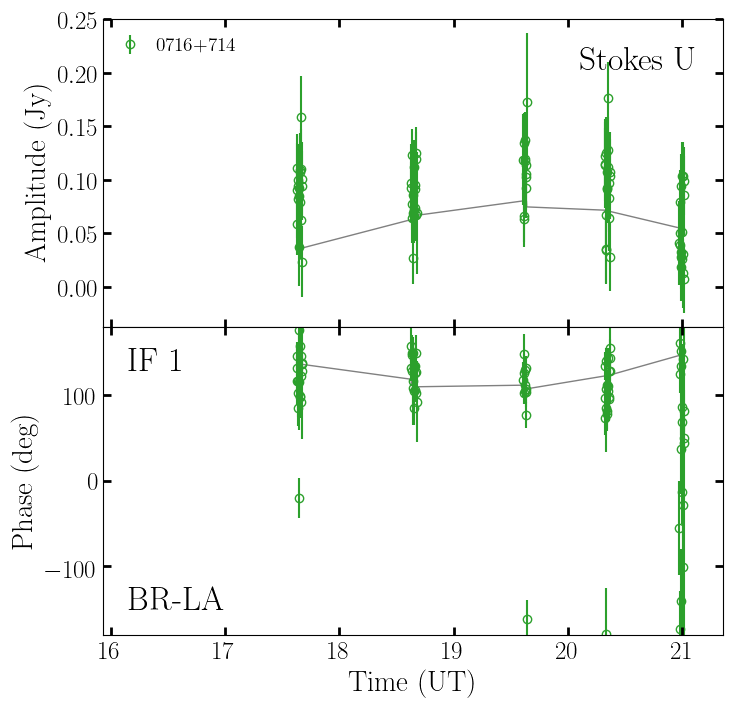 0.25
0716+714
Stokes U
0.20
0.15
0.10
0.05
0.00
Amplitude (Jy)
IF 1
100
0
−100
Phase (deg)
BR-LA
16 17 18 19 20 21
Time (UT)